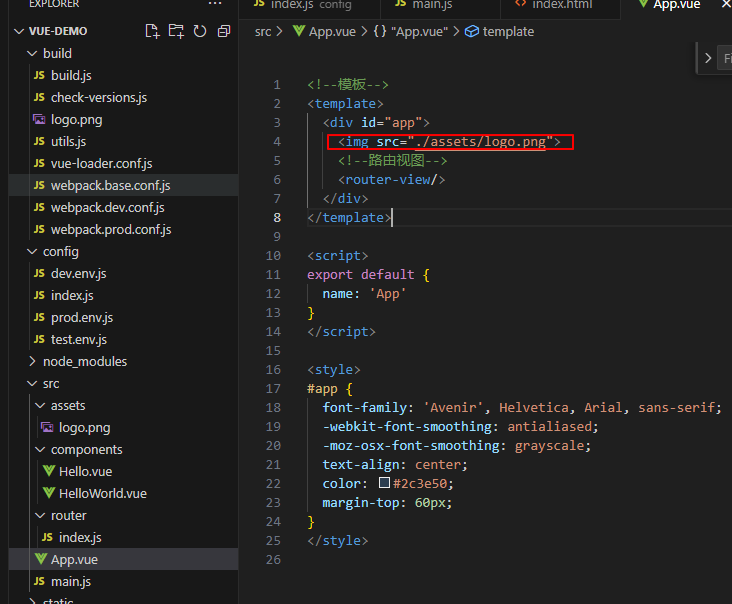 EXPLORER
···
VUE-DEMO
build
build.js
check-versions.js
logo.png
utils.js
vue-loader.conf.js
webpack.base.conf.js
webpack.dev.conf.js
webpack.prod.conf.js
config
dev.env.js
index.js
prod.env.js
test.env.js
node_modules
src
assets
logo.png
components
Hello.vue
HelloWorld.vue
router
index.js
App.vue
main.js
static
JS index.js config
JS main.js
<> index.html
App.vue
src > App.vue > {} "App.vue" > template
1 <!--模板-->
2 <template>
3 <div id="app">
4 <img src="./assets/logo.png">
5 <!--路由视图-->
6 <router-view/>
7 </div>
8 </template>
9
10 <script>
11 export default {
12 name: 'App'
13 }
14 </script>
15
16 <style>
17 #app {
18 font-family: 'Avenir', Helvetica, Arial, sans-serif;
19 -webkit-font-smoothing: antialiased;
20 -moz-osx-font-smoothing: grayscale;
21 text-align: center;
22 color: #2c3e50;
23 margin-top: 60px;
24 }
25 </style>
26